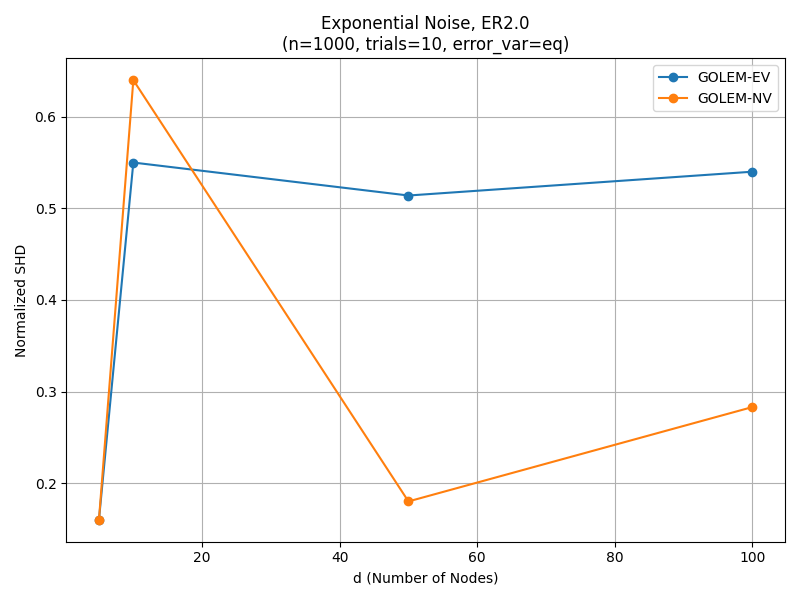 Exponential Noise, ER2.0
(n=1000, trials=10, error_var=eq)
GOLEM-EV
GOLEM-NV
Normalized SHD
0.6
0.5
0.4
0.3
0.2
20 40 60 80 100
d (Number of Nodes)